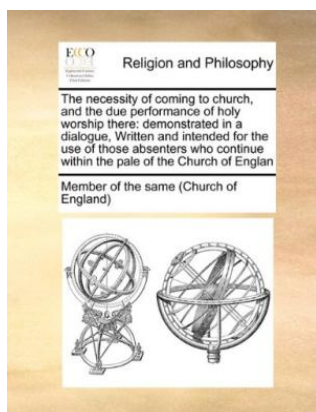 ECCO
Religion and Philosophy
The necessity of coming to church,
and the due performance of holy
worship there: demonstrated in a
dialogue, Written and intended for the
use of those absenters who continue
within the pale of the Church of Englan
Member of the same (Church of
England)